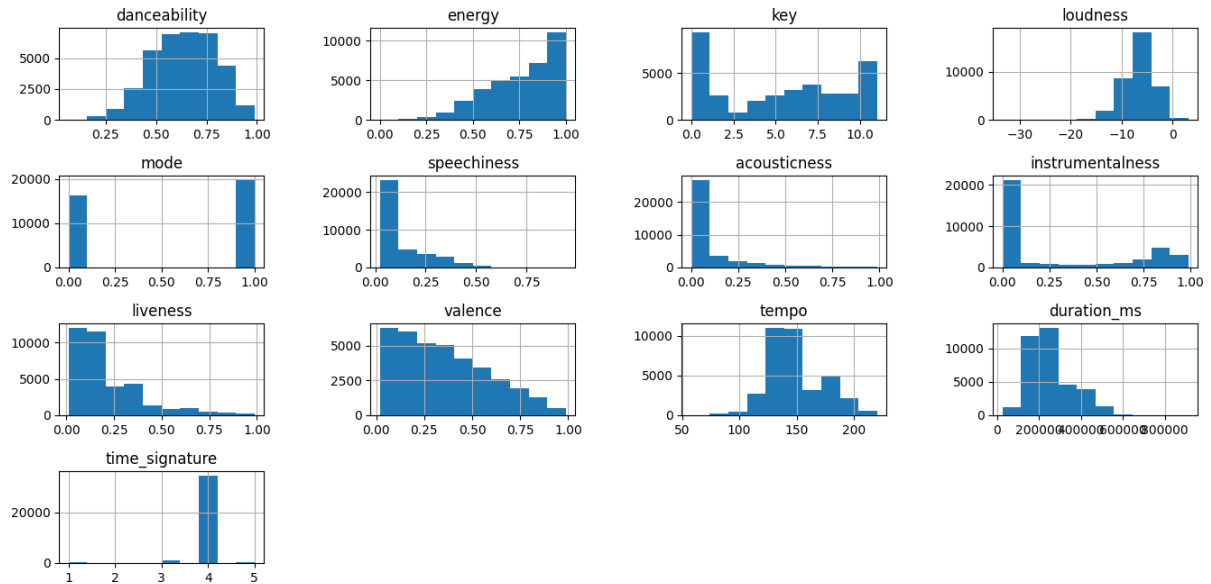 danceability
5000
2500
0
0.25 0.50 0.75 1.00
energy
10000
5000
0
0.00 0.25 0.50 0.75 1.00
key
5000
0
0.0 2.5 5.0 7.5 10.0
loudness
10000
0
−30 −20 −10 0
mode
20000
10000
0
0.00 0.25 0.50 0.75 1.00
speechiness
20000
10000
0
0.00 0.25 0.50 0.75
acousticness
20000
10000
0
0.00 0.25 0.50 0.75 1.00
instrumentalness
20000
10000
0
0.00 0.25 0.50 0.75 1.00
liveness
10000
5000
0
0.00 0.25 0.50 0.75 1.00
valence
5000
2500
0
0.00 0.25 0.50 0.75 1.00
tempo
10000
5000
0
50 100 150 200
duration_ms
10000
5000
0
0 200000 400000 600000 800000
time_signature
20000
0
1 2 3 4 5